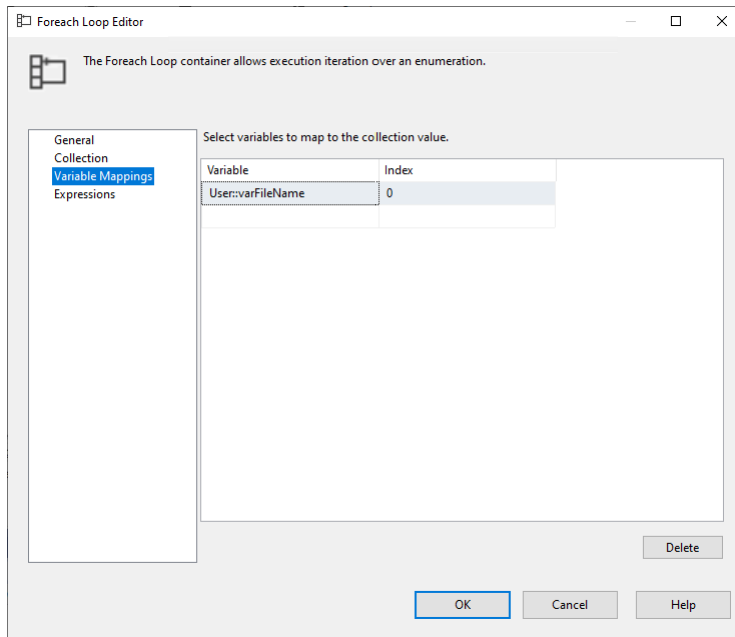 Foreach Loop Editor
The Foreach Loop container allows execution iteration over an enumeration.
General
Collection
Variable Mappings
Expressions
Select variables to map to the collection value.
Variable Index
User::varFileName 0
Delete
OK Cancel Help